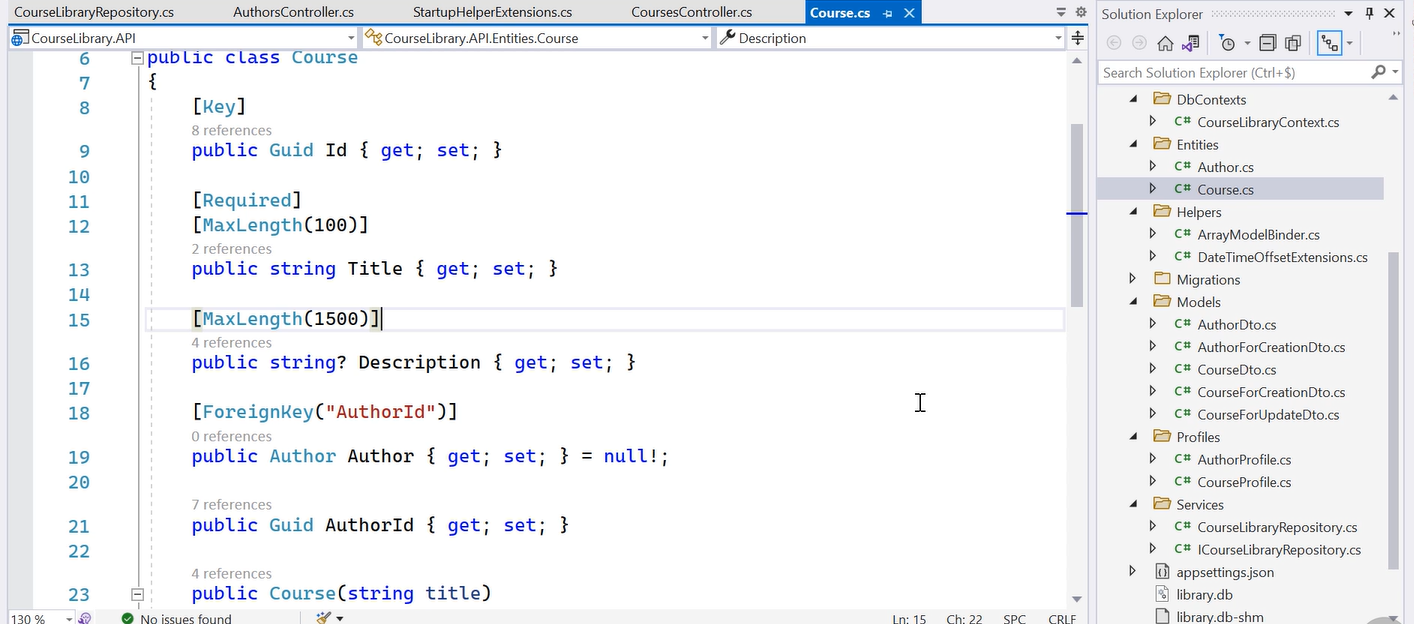 CourseLibraryRepository.cs AuthorsController.cs StartupHelperExtensions.cs CoursesController.cs Course.cs
CourseLibrary.API CourseLibrary.API.Entities.Course Description
6 public class Course
7 {
8 [Key]
8 references
9 public Guid Id { get; set; }
10
11 [Required]
12 [MaxLength(100)]
2 references
13 public string Title { get; set; }
14
15 [MaxLength(1500)]
4 references
16 public string? Description { get; set; }
17
18 [ForeignKey("AuthorId")]
0 references
19 public Author Author { get; set; } = null!;
20
7 references
21 public Guid AuthorId { get; set; }
22
4 references
23 public Course(string title)
130 % No issues found Ln: 15 Ch: 22 SPC CRLF
Solution Explorer
Search Solution Explorer (Ctrl+$)
DbContexts
C# CourseLibraryContext.cs
Entities
C# Author.cs
C# Course.cs
Helpers
C# ArrayModelBinder.cs
C# DateTimeOffsetExtensions.cs
Migrations
Models
C# AuthorDto.cs
C# AuthorForCreationDto.cs
C# CourseDto.cs
C# CourseForCreationDto.cs
C# CourseForUpdateDto.cs
Profiles
C# AuthorProfile.cs
C# CourseProfile.cs
Services
C# CourseLibraryRepository.cs
C# ICourseLibraryRepository.cs
appsettings.json
library.db
library.db-shm